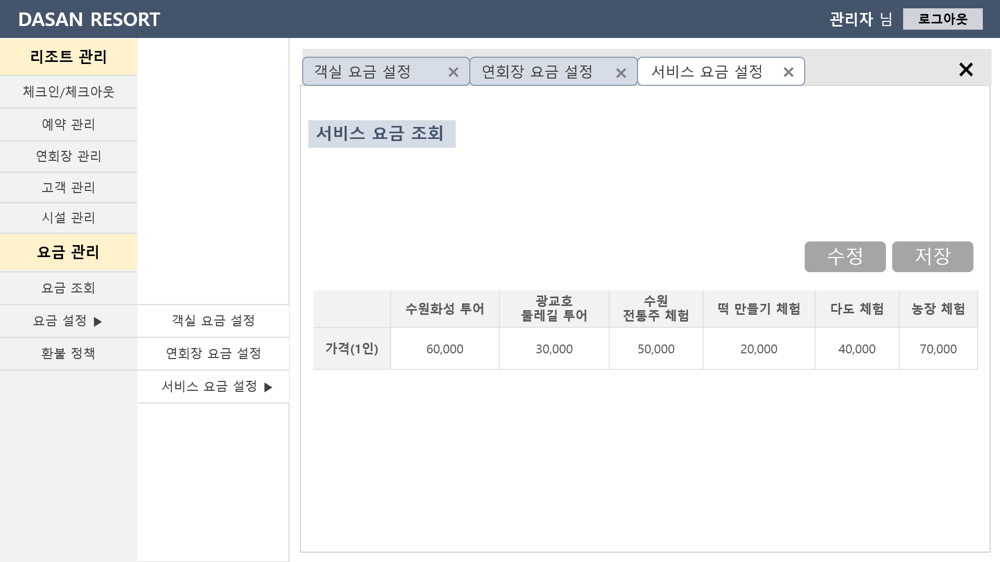 DASAN RESORT
관리자 님
로그아웃
리조트 관리
체크인/체크아웃
예약 관리
연회장 관리
고객 관리
시설 관리
요금 관리
요금 조회
요금 설정 ▶
환불 정책
객실 요금 설정
연회장 요금 설정
서비스 요금 설정 ▶
객실 요금 설정 ×
연회장 요금 설정 ×
서비스 요금 설정 ×
×
서비스 요금 조회
수정
저장
수원화성 투어
광교호
둘레길 투어
수원
전통주 체험
떡 만들기 체험
다도 체험
농장 체험
가격(1인) 60,000 30,000 50,000 20,000 40,000 70,000